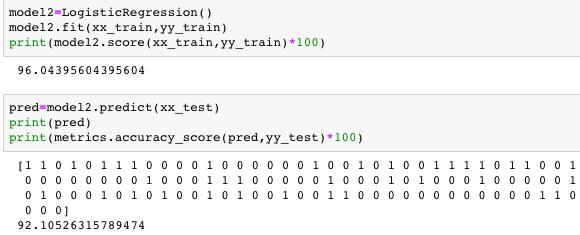 model2=LogisticRegression()
model2.fit(xx_train,yy_train)
print(model2.score(xx_train,yy_train)*100)
96.04395604395604
pred=model2.predict(xx_test)
print(pred)
print(metrics.accuracy_score(pred,yy_test)*100)
[1 1 0 1 0 1 1 1 0 0 0 0 1 0 0 0 0 0 0 1 0 0 1 0 1 0 0 1 1 1 1 0 1 1 0 0 1
0 0 0 0 0 0 0 0 1 0 0 0 1 1 1 0 0 0 0 0 1 0 0 0 1 0 1 0 0 1 0 0 0 0 0 1
0 1 0 0 0 1 0 1 0 1 0 0 1 0 0 1 1 0 0 0 0 0 0 0 0 0 0 0 0 0 0 0 1 1 0
0 0 0]
92.10526315789474